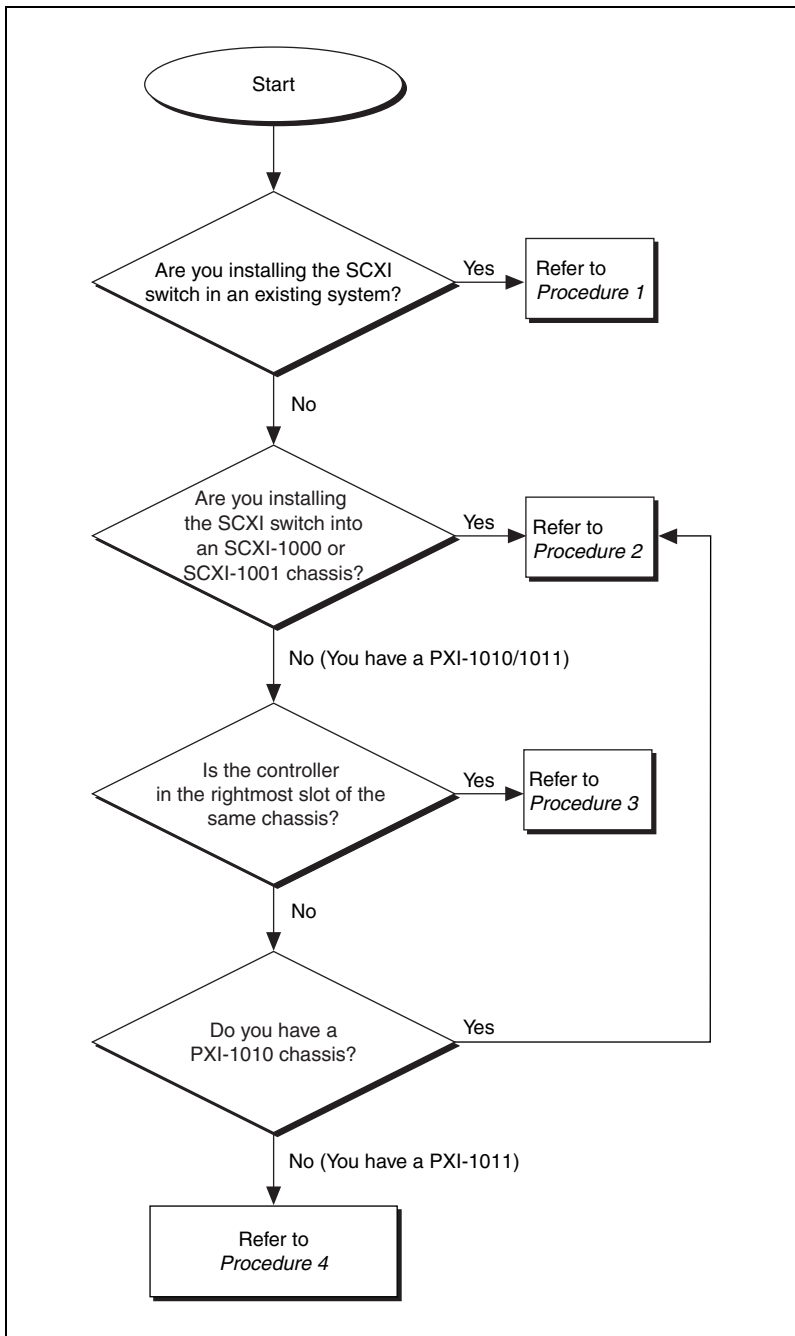 Start
Are you installing the SCXI
switch in an existing system?
Yes
Refer to
Procedure 1
No
Are you installing
the SCXI switch into
an SCXI-1000 or
SCXI-1001 chassis?
Yes
Refer to
Procedure 2
No (You have a PXI-1010/1011)
Is the controller
in the rightmost slot of the
same chassis?
Yes
Refer to
Procedure 3
No
Do you have a
PXI-1010 chassis?
Yes
No (You have a PXI-1011)
Refer to
Procedure 4